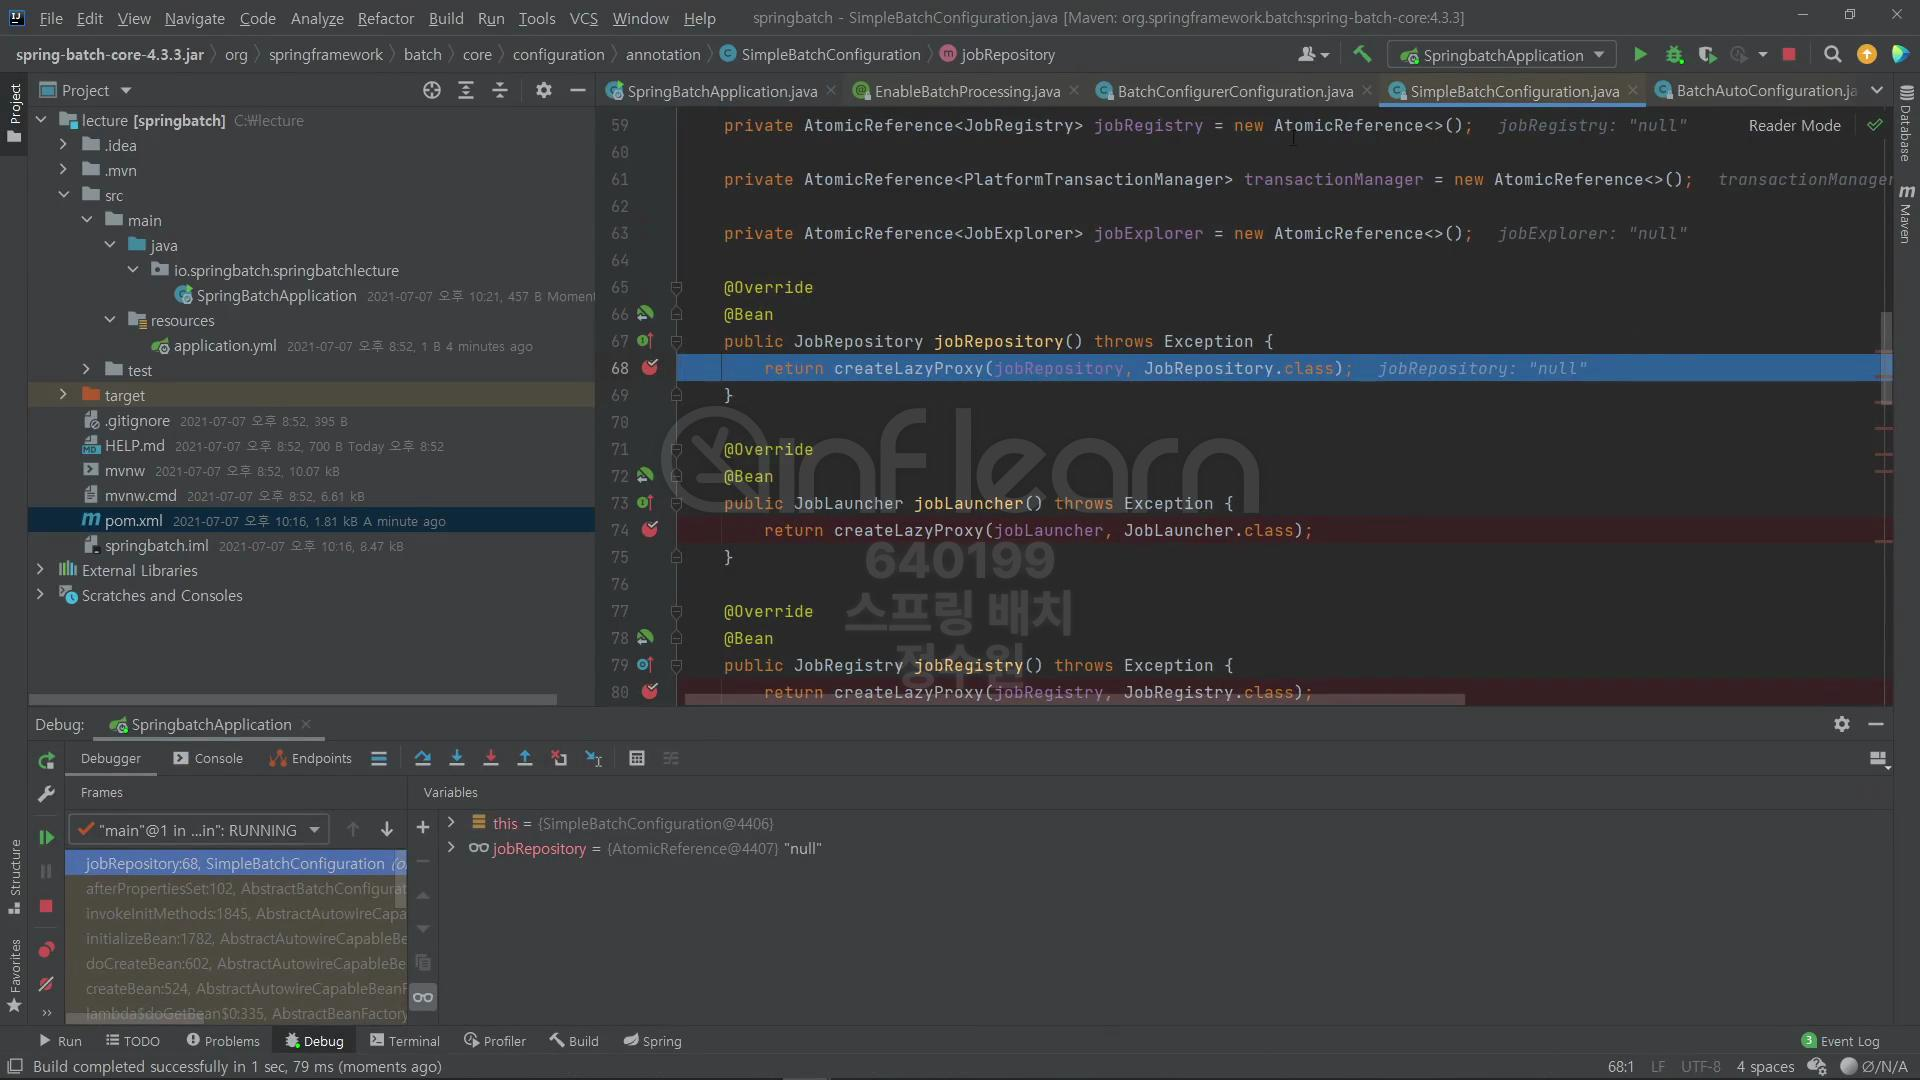 File Edit View Navigate Code Analyze Refactor Build Run Tools VCS Window Help springbatch - SimpleBatchConfiguration.java [Maven: org.springframework.batch:spring-batch-core:4.3.3]
spring-batch-core-4.3.3.jar org springframework batch core configuration annotation SimpleBatchConfiguration jobRepository SpringbatchApplication
Project
SpringBatchApplication.java EnableBatchProcessing.java BatchConfigurerConfiguration.java SimpleBatchConfiguration.java BatchAutoConfiguration.ja
lecture [springbatch] C:\lecture
.idea
.mvn
src
main
java
io.springbatch.springbatchlecture
SpringBatchApplication 2021-07-07 오후 10:21, 457 B Momen
resources
application.yml 2021-07-07 오후 8:52, 1 B 4 minutes ago
test
target
.gitignore 2021-07-07 오후 8:52, 395 B
HELP.md 2021-07-07 오후 8:52, 700 B Today 오후 8:52
mvnw 2021-07-07 오후 8:52, 10.07 kB
mvnw.cmd 2021-07-07 오후 8:52, 6.61 kB
pom.xml 2021-07-07 오후 10:16, 1.81 kB A minute ago
springbatch.iml 2021-07-07 오후 10:16, 8.47 kB
External Libraries
Scratches and Consoles
59 private AtomicReference<JobRegistry> jobRegistry = new AtomicReference<>(); jobRegistry: "null" Reader Mode
60
61 private AtomicReference<PlatformTransactionManager> transactionManager = new AtomicReference<>(); transactionManager
62
63 private AtomicReference<JobExplorer> jobExplorer = new AtomicReference<>(); jobExplorer: "null"
64
65 @Override
66 @Bean
67 public JobRepository jobRepository() throws Exception {
68 return createLazyProxy(jobRepository, JobRepository.class); jobRepository: "null"
69 }
70
71 @Override
72 @Bean
73 public JobLauncher jobLauncher() throws Exception {
74 return createLazyProxy(jobLauncher, JobLauncher.class);
75 }
76
77 @Override
78 @Bean
79 public JobRegistry jobRegistry() throws Exception {
80 return createLazyProxy(jobRegistry, JobRegistry.class);
inflearn
640199
스프링 배치
정수원
Project
Structure
Favorites
Database
Maven
Debug: SpringbatchApplication
Debugger Console Endpoints
Frames Variables
"main"@1 in ...in": RUNNING
jobRepository:68, SimpleBatchConfiguration (o
afterPropertiesSet:102, AbstractBatchConfigurat
invokeInitMethods:1845, AbstractAutowireCapa
initializeBean:1782, AbstractAutowireCapableBe
doCreateBean:602, AbstractAutowireCapableBe
createBean:524, AbstractAutowireCapableBeanF
lambda$doGetBean$0:335, AbstractBeanFactory
this = {SimpleBatchConfiguration@4406}
jobRepository = {AtomicReference@4407} "null"
Run TODO Problems Debug Terminal Profiler Build Spring 3 Event Log
Build completed successfully in 1 sec, 79 ms (moments ago) 68:1 LF UTF-8 4 spaces Ø/N/A